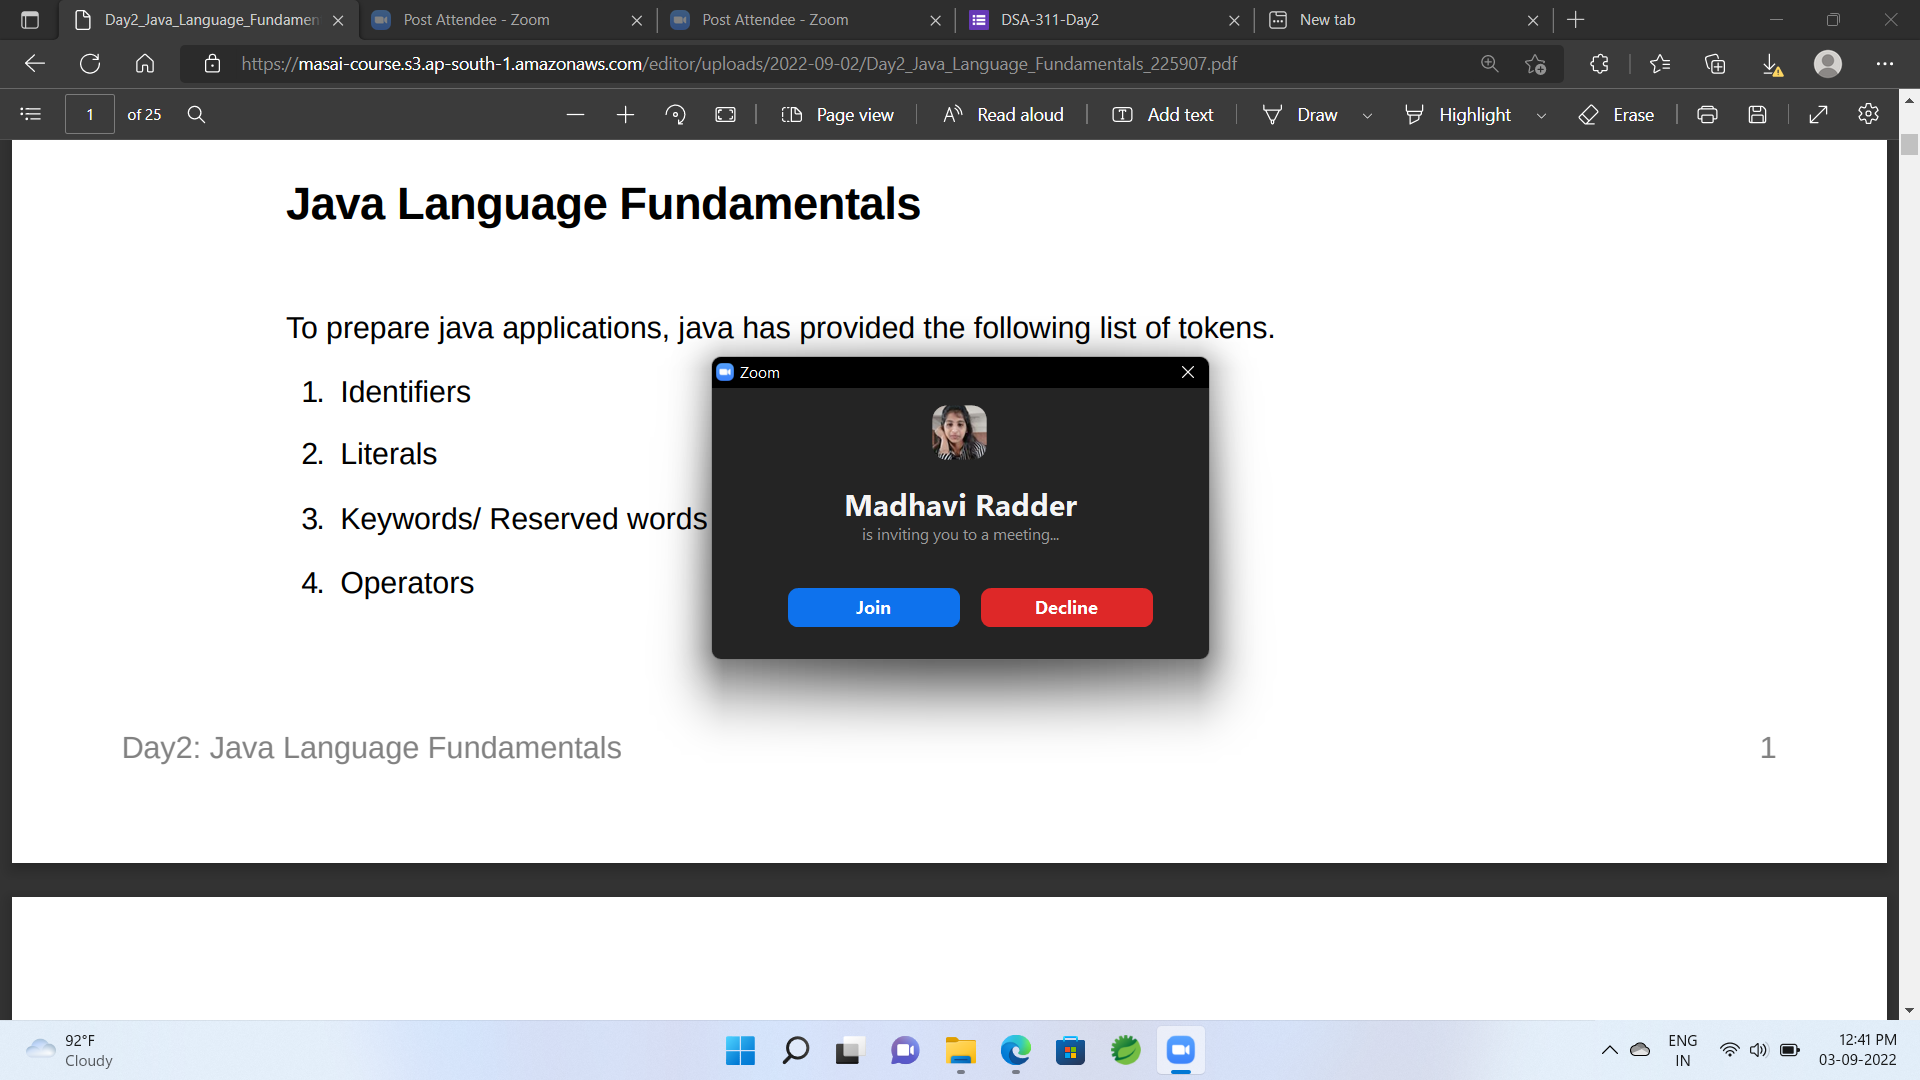 Day2_Java_Language_Fundamen
Post Attendee - Zoom
Post Attendee - Zoom
DSA-311-Day2
New tab
https://masai-course.s3.ap-south-1.amazonaws.com/editor/uploads/2022-09-02/Day2_Java_Language_Fundamentals_225907.pdf
1 of 25
Page view
Read aloud
Add text
Draw
Highlight
Erase
Java Language Fundamentals
To prepare java applications, java has provided the following list of tokens.
1. Identifiers
2. Literals
3. Keywords/ Reserved words
4. Operators
Zoom
Madhavi Radder
is inviting you to a meeting...
Join
Decline
Day2: Java Language Fundamentals
1
92°F
Cloudy
ENG
IN
12:41 PM
03-09-2022